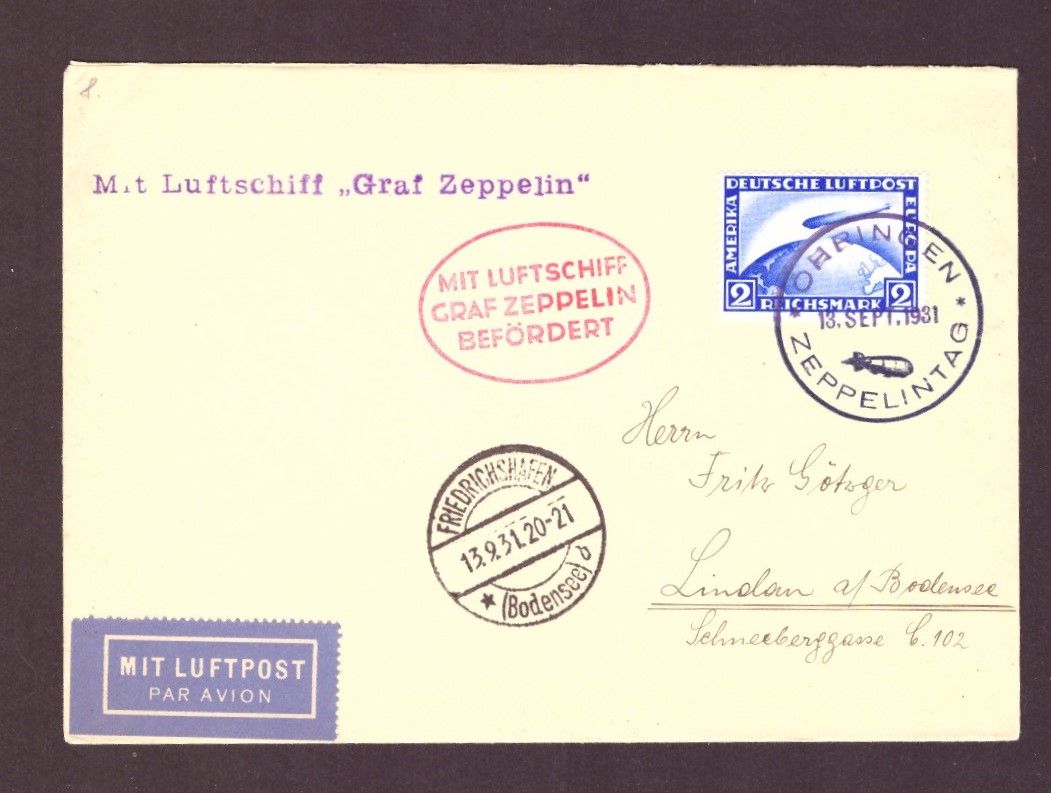 8.
Mit Luftschiff „Graf Zeppelin“
DEUTSCHE LUFTPOST
AMERIKA
EUROPA
2 REICHSMARK 2
ÖHRINGEN
13. SEPT. 1931
* ZEPPELINTAG *
MIT LUFTSCHIFF
GRAF ZEPPELIN
BEFÖRDERT
Herrn
Fritz Götzger
FRIEDRICHSHAFEN
13.9.31.20-21
* (Bodensee) b
Lindau a/Bodensee
Schneeberggasse C. 102
MIT LUFTPOST
PAR AVION